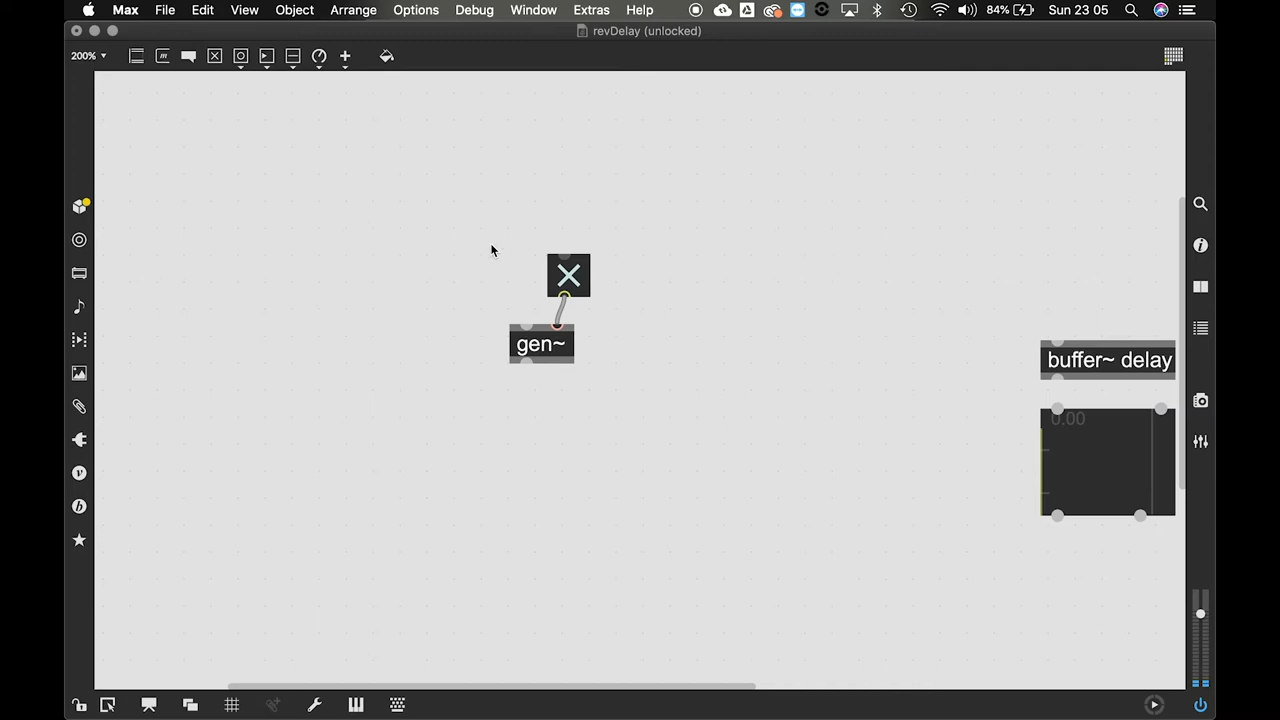 Max File Edit View Object Arrange Options Debug Window Extras Help 84% Sun 23 05
revDelay (unlocked)
200%
gen~
buffer~ delay
0.00